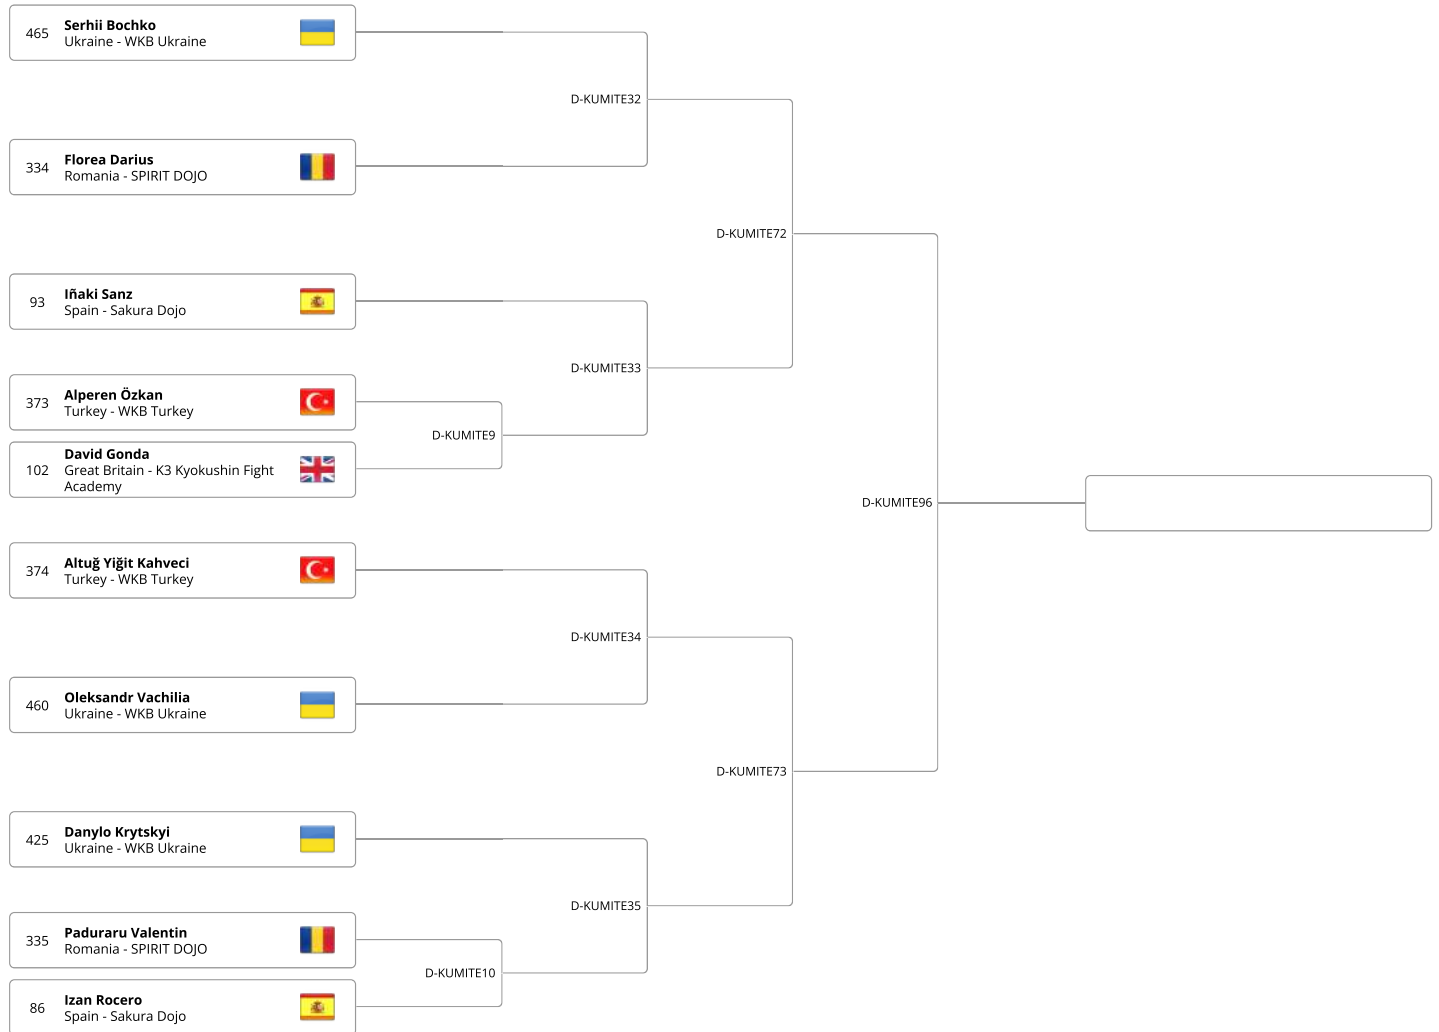 465
Serhii Bochko
Ukraine - WKB Ukraine
D-KUMITE32
334
Florea Darius
Romania - SPIRIT DOJO
D-KUMITE72
93
Iñaki Sanz
Spain - Sakura Dojo
D-KUMITE33
373
Alperen Özkan
Turkey - WKB Turkey
D-KUMITE9
102
David Gonda
Great Britain - K3 Kyokushin Fight
Academy
D-KUMITE96
374
Altuğ Yiğit Kahveci
Turkey - WKB Turkey
D-KUMITE34
460
Oleksandr Vachilia
Ukraine - WKB Ukraine
D-KUMITE73
425
Danylo Krytskyi
Ukraine - WKB Ukraine
D-KUMITE35
335
Paduraru Valentin
Romania - SPIRIT DOJO
D-KUMITE10
86
Izan Rocero
Spain - Sakura Dojo